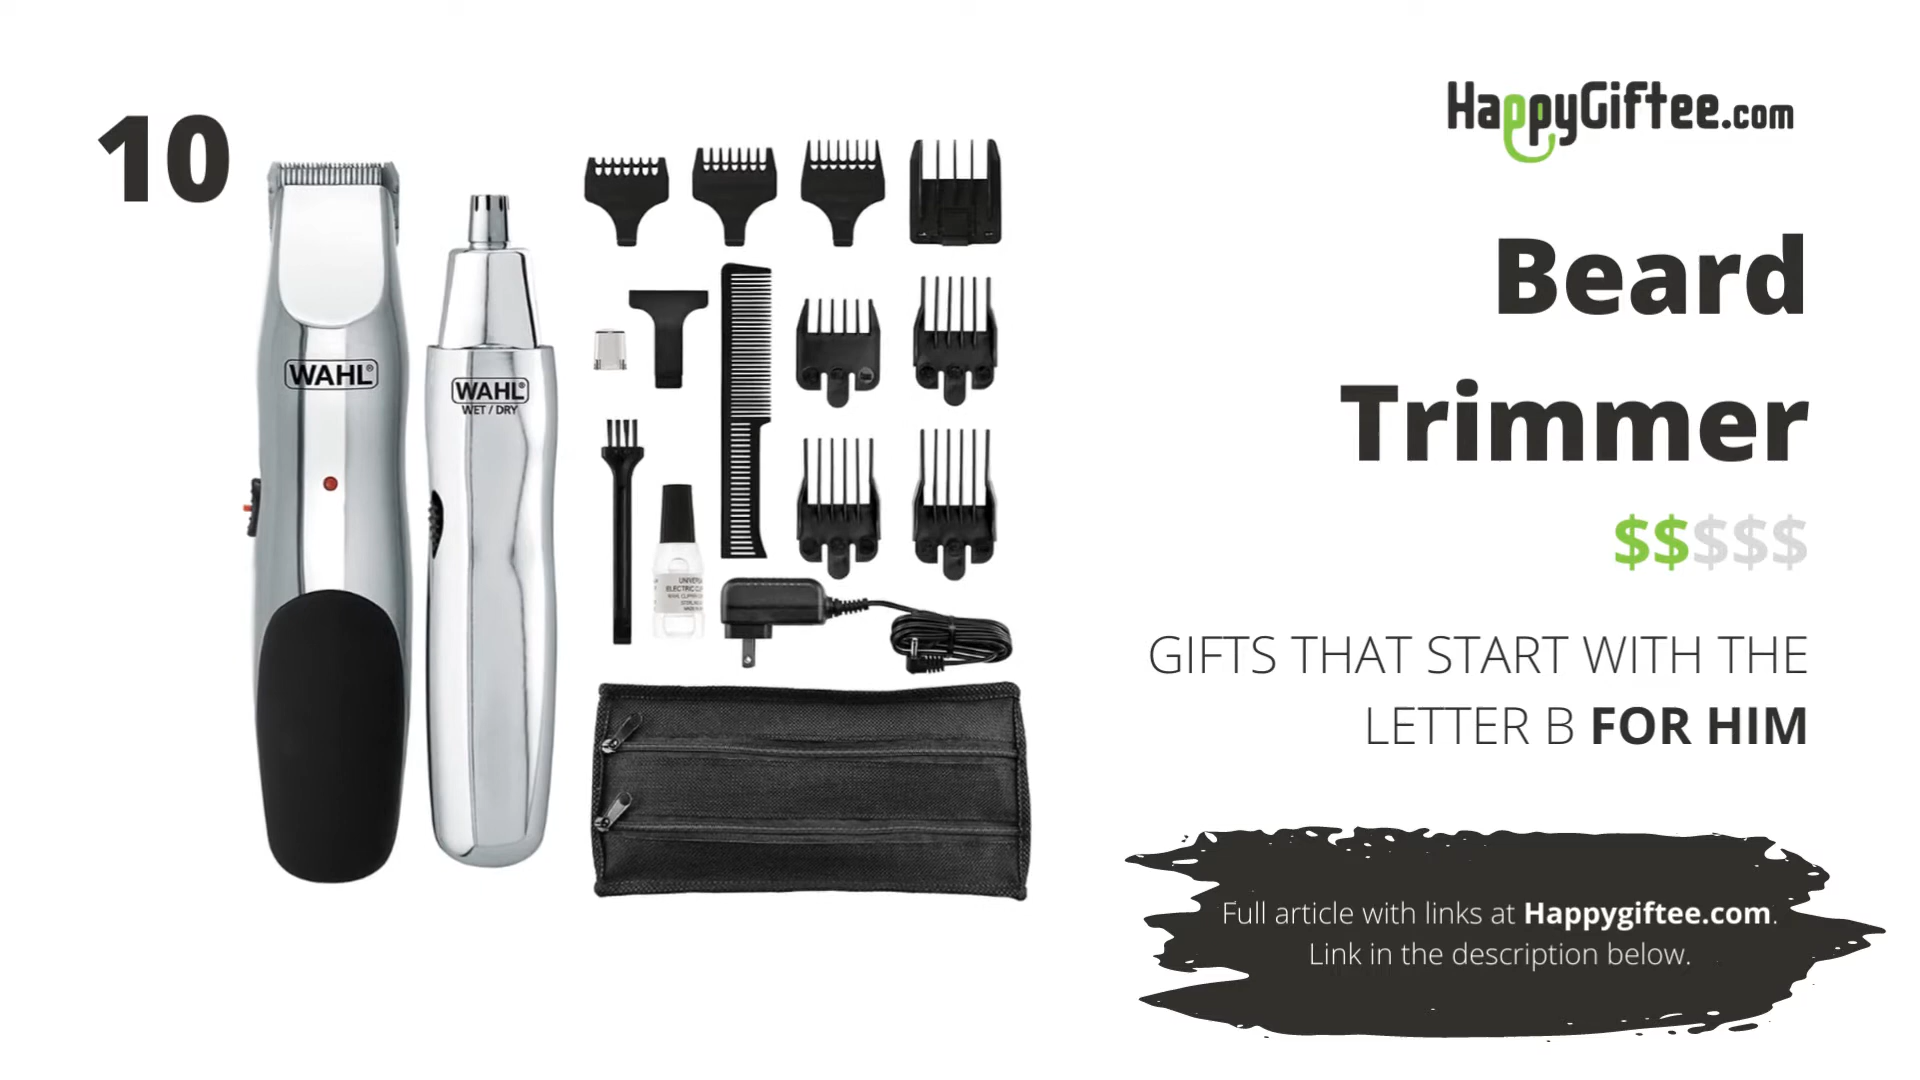 10
HappyGiftee.com
Beard
Trimmer
$$$$$
GIFTS THAT START WITH THE
LETTER B FOR HIM
WAHL®
WAHL®
WET / DRY
ELECTRIC
Full article with links at Happygiftee.com.
Link in the description below.